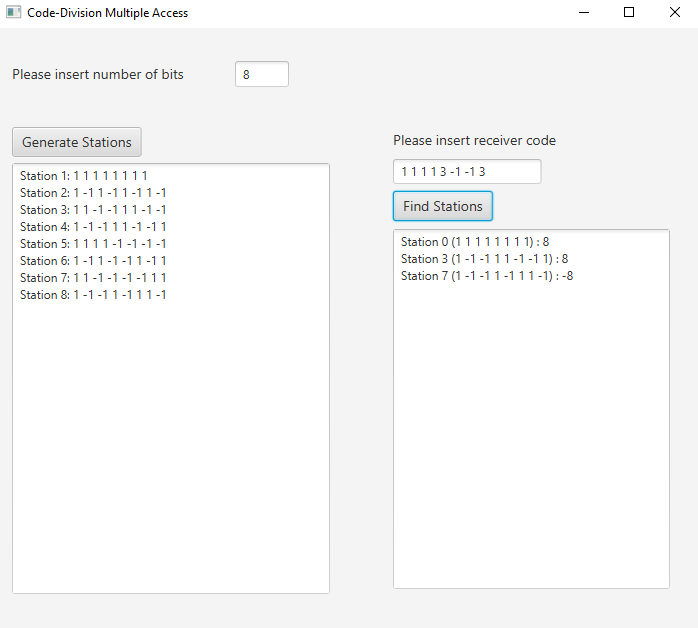 Code-Division Multiple Access
Please insert number of bits
8
Generate Stations
Station 1: 1 1 1 1 1 1 1 1
Station 2: 1 -1 1 -1 1 -1 1 -1
Station 3: 1 1 -1 -1 1 1 -1 -1
Station 4: 1 -1 -1 1 1 -1 -1 1
Station 5: 1 1 1 1 -1 -1 -1 -1
Station 6: 1 -1 1 -1 -1 1 -1 1
Station 7: 1 1 -1 -1 -1 -1 1 1
Station 8: 1 -1 -1 1 -1 1 1 -1
Please insert receiver code
1 1 1 1 3 -1 -1 3
Find Stations
Station 0 (1 1 1 1 1 1 1 1) : 8
Station 3 (1 -1 -1 1 1 -1 -1 1) : 8
Station 7 (1 -1 -1 1 -1 1 1 -1) : -8